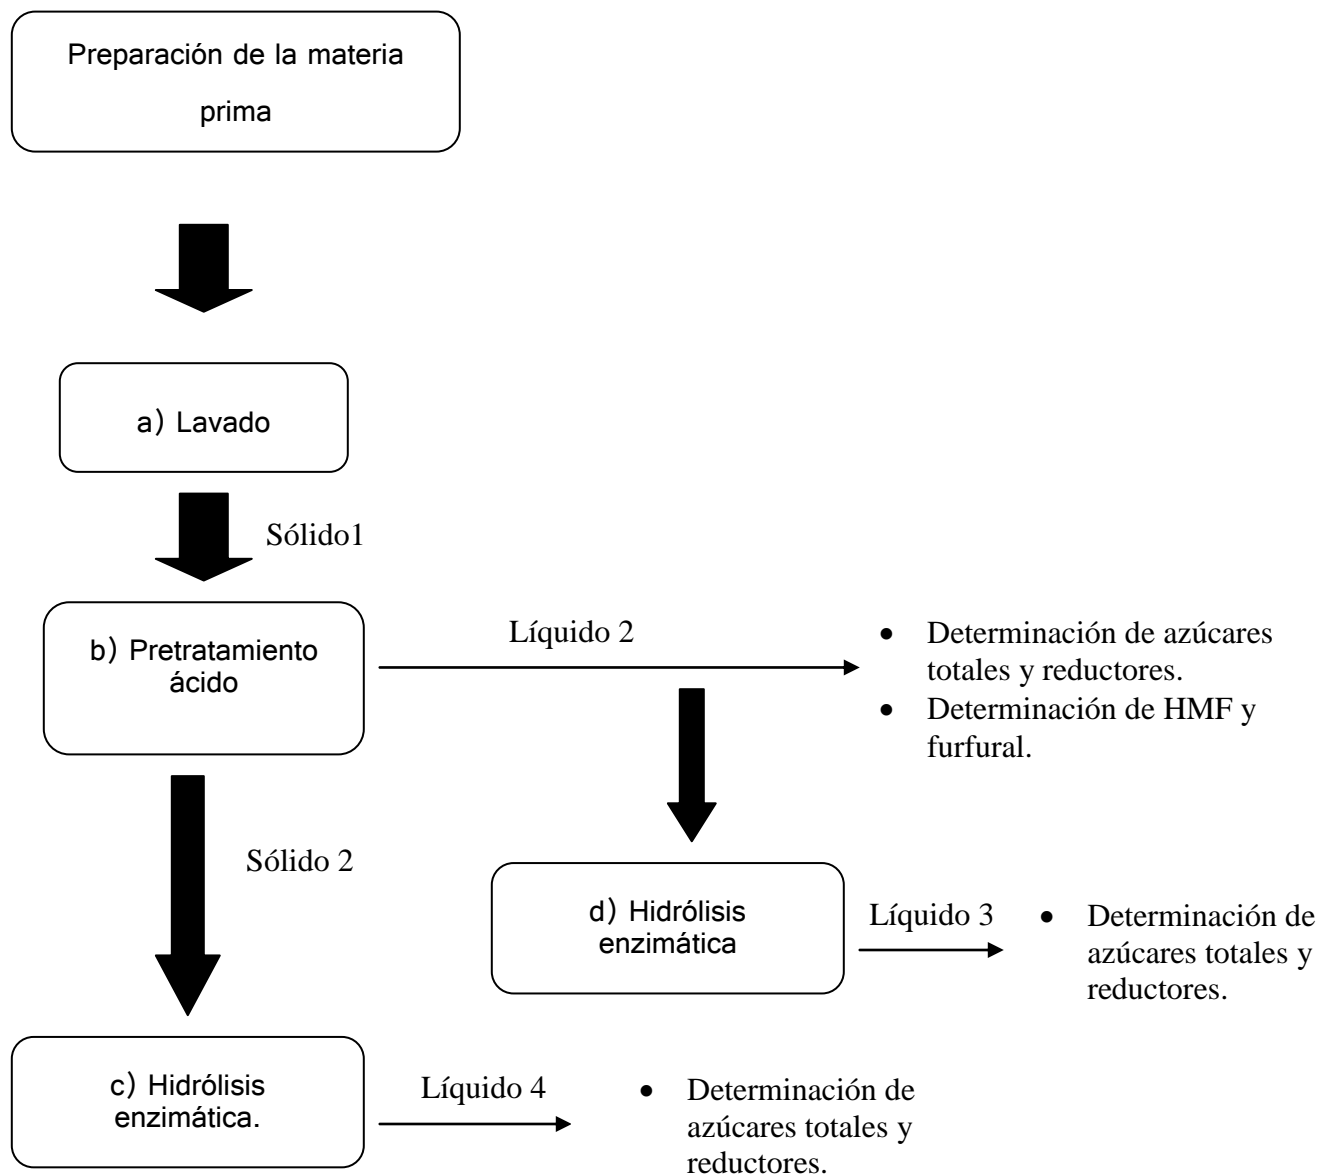 Preparación de la materia
prima
a) Lavado
Sólido1
b) Pretratamiento
ácido
Líquido 2
• Determinación de azúcares
totales y reductores.
• Determinación de HMF y
furfural.
Sólido 2
d) Hidrólisis
enzimática
Líquido 3
• Determinación de
azúcares totales y
reductores.
c) Hidrólisis
enzimática.
Líquido 4
• Determinación de
azúcares totales y
reductores.